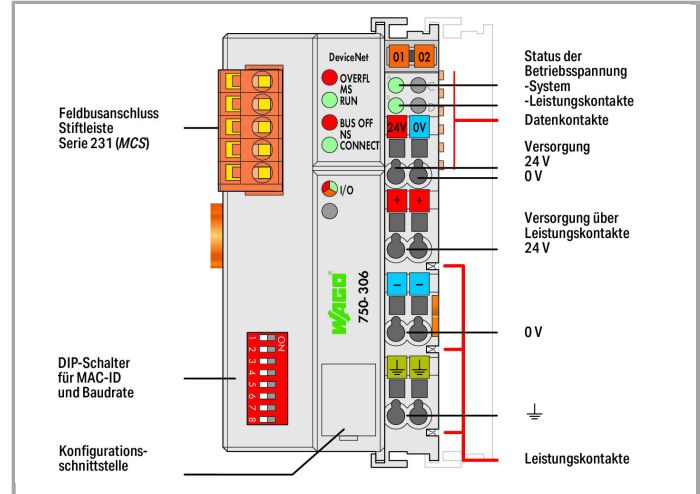 Feldbusanschluss
Stiftleiste
Serie 231 (MCS)
DIP-Schalter
für MAC-ID
und Baudrate
Konfigurations-
schnittstelle
DeviceNet
OVERFL
MS
RUN
BUS OFF
NS
CONNECT
I/O
WAGO
750-306
ON
1 2 3 4 5 6 7 8
01 02
24V 0V
+ +
− −
Status der
Betriebsspannung
-System
-Leistungskontakte
Datenkontakte
Versorgung
24 V
0 V
Versorgung über
Leistungskontakte
24 V
0 V
Leistungskontakte